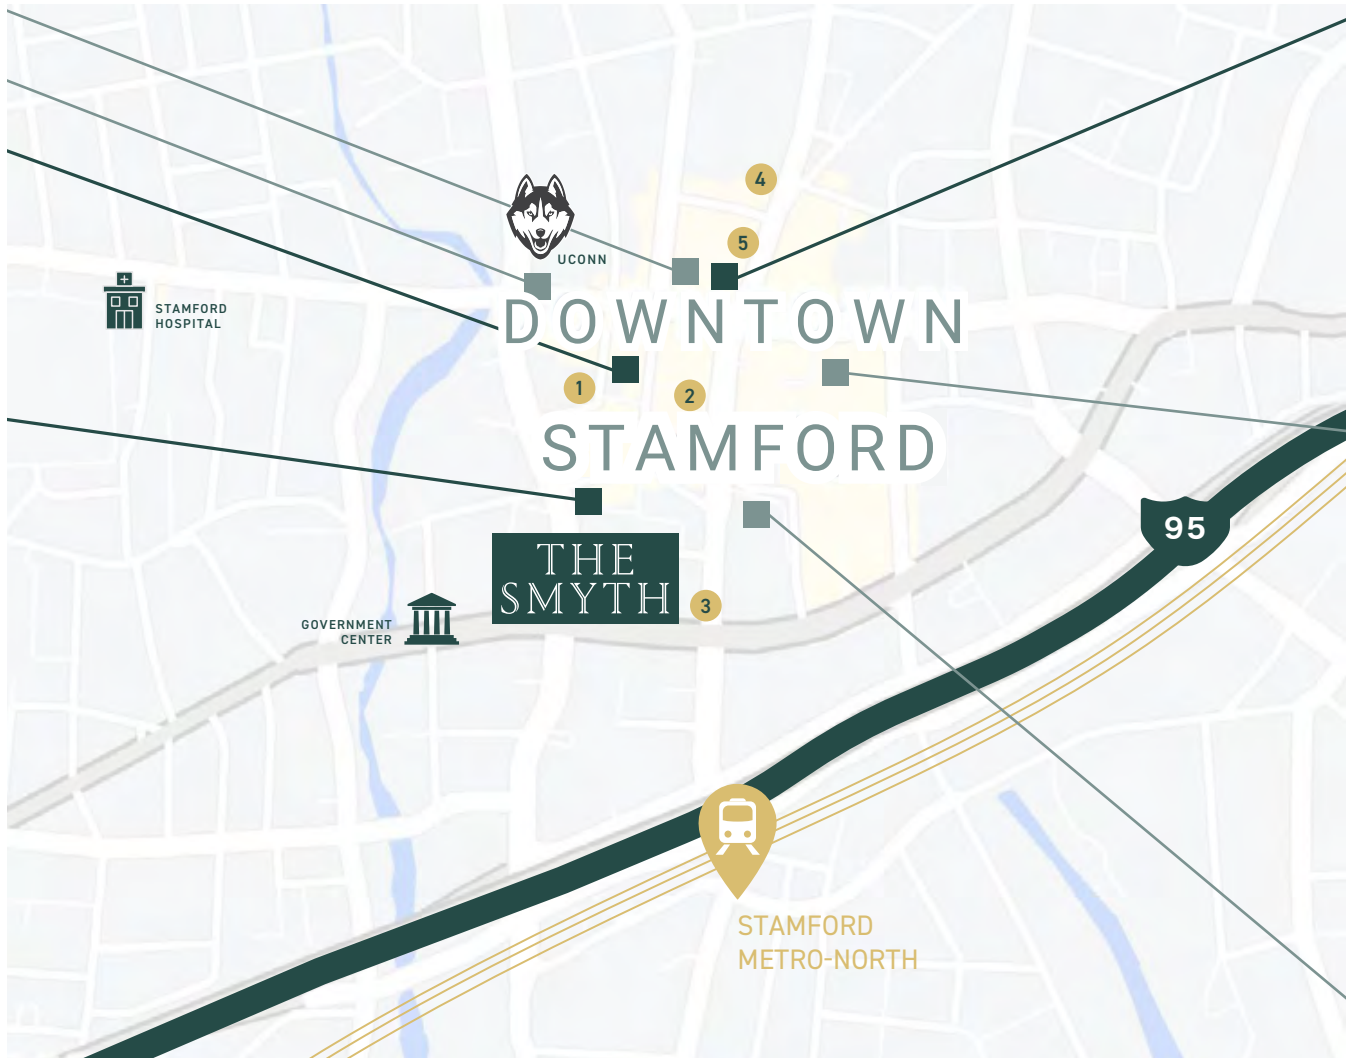 4
5
UCONN
STAMFORD
HOSPITAL
DOWNTOWN
1
2
STAMFORD
95
THE
SMYTH
3
GOVERNMENT
CENTER
STAMFORD
METRO-NORTH